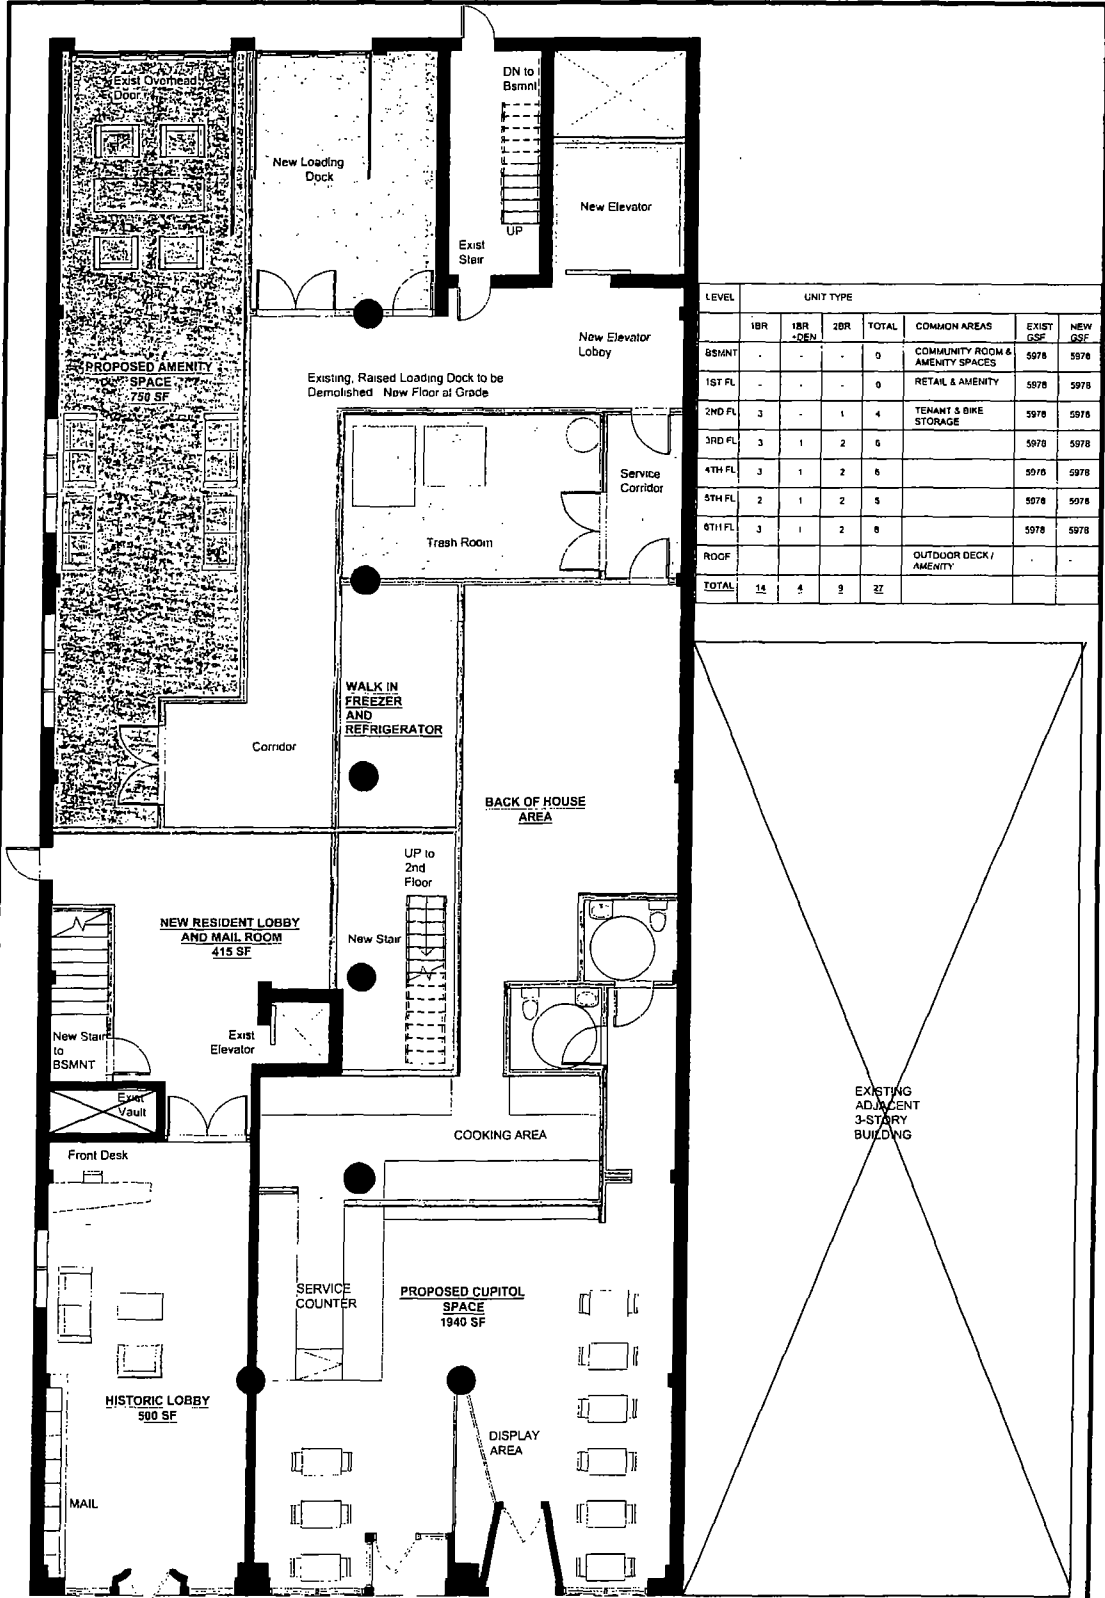 Exist Overhead
Door
New Loading
Dock
DN to
Bsmnt
UP
Exist
Stair
New Elevator
New Elevator
Lobby
PROPOSED AMENITY
SPACE
750 SF
Existing, Raised Loading Dock to be
Demolished New Floor at Grade
Service
Corridor
Trash Room
WALK IN
FREEZER
AND
REFRIGERATOR
Corridor
BACK OF HOUSE
AREA
UP to
2nd
Floor
NEW RESIDENT LOBBY
AND MAIL ROOM
415 SF
New Stair
New Stair
to
BSMNT
Exist
Elevator
Exist
Vault
COOKING AREA
Front Desk
SERVICE
COUNTER
PROPOSED CUPITOL
SPACE
1940 SF
HISTORIC LOBBY
500 SF
DISPLAY
AREA
MAIL
LEVEL UNIT TYPE
1BR 1BR +DEN 2BR TOTAL COMMON AREAS EXIST GSF NEW GSF
BSMNT - - - 0 COMMUNITY ROOM & AMENITY SPACES 5978 5978
1ST FL - - - 0 RETAIL & AMENITY 5978 5978
2ND FL 3 - 1 4 TENANT & BIKE STORAGE 5978 5978
3RD FL 3 1 2 6 5978 5978
4TH FL 3 1 2 6 5978 5978
5TH FL 2 1 2 5 5978 5978
6TH FL 3 1 2 6 5978 5978
ROOF OUTDOOR DECK / AMENITY - -
TOTAL 14 4 9 27
EXISTING
ADJACENT
3-STORY
BUILDING